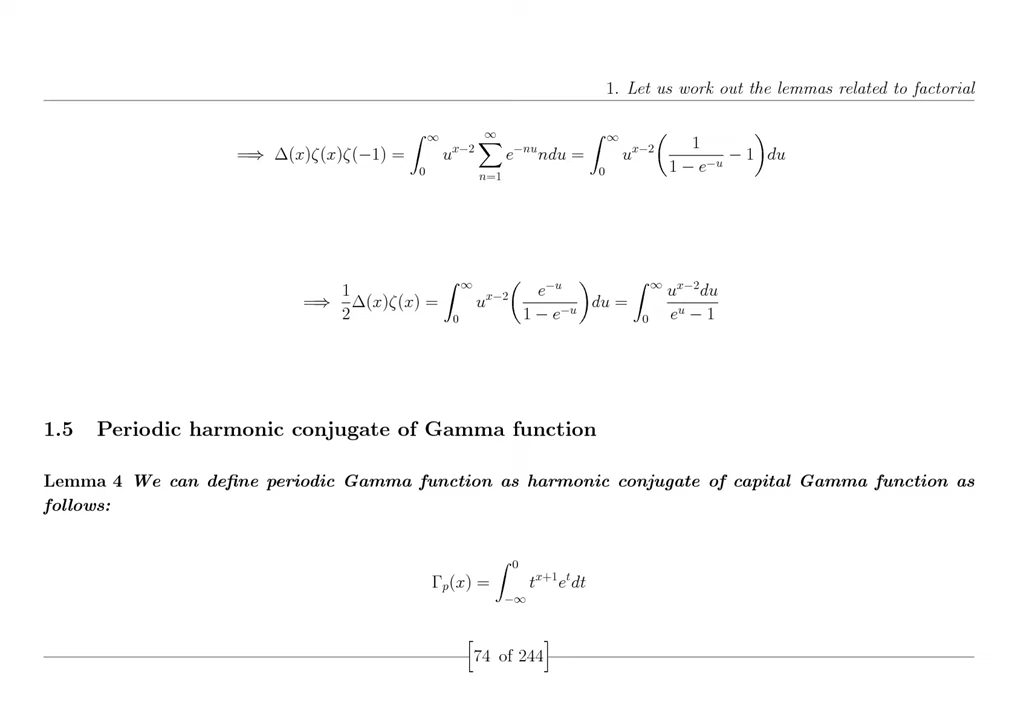 1. Let us work out the lemmas related to factorial
⟹ Δ(x)ζ(x)ζ(−1) = ∫_0^∞ u^{x−2} ∑_{n=1}^∞ e^{−nu} n du = ∫_0^∞ u^{x−2} ( 1/(1 − e^{−u}) − 1 ) du
⟹ 1/2 Δ(x)ζ(x) = ∫_0^∞ u^{x−2} ( e^{−u}/(1 − e^{−u}) ) du = ∫_0^∞ u^{x−2}du/(e^u − 1)
1.5 Periodic harmonic conjugate of Gamma function
Lemma 4 We can define periodic Gamma function as harmonic conjugate of capital Gamma function as
follows:
Γ_p(x) = ∫_{−∞}^0 t^{x+1} e^t dt
[74 of 244]